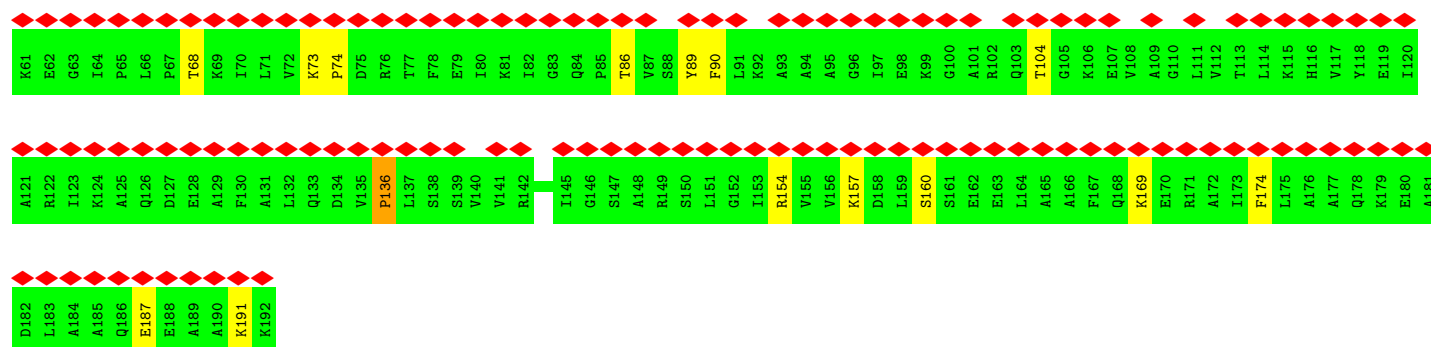 K61 E62 G63 I64 P65 L66 P67 T68 K69 I70 L71 V72 K73 P74 D75 R76 T77 F78 E79 I80 K81 I82 G83 Q84 P85 T86 V87 S88 Y89 F90 L91 K92 A93 A94 A95 G96 I97 E98 K99 G100 A101 R102 Q103 T104 G105 K106 E107 V108 A109 G110 L111 V112 T113 L114 K115 H116 V117 Y118 E119 I120
A121 R122 I123 K124 A125 Q126 D127 E128 A129 F130 A131 L132 Q133 D134 V135 P136 L137 S138 S139 V140 V141 R142 I145 G146 S147 A148 R149 S150 L151 G152 I153 R154 V155 V156 K157 D158 L159 S160 S161 E162 E163 L164 A165 A166 F167 Q168 K169 E170 R171 A172 I173 F174 L175 A176 A177 Q178 K179 E180 A181
D182 L183 A184 A185 Q186 E187 E188 A189 A190 K191 K192